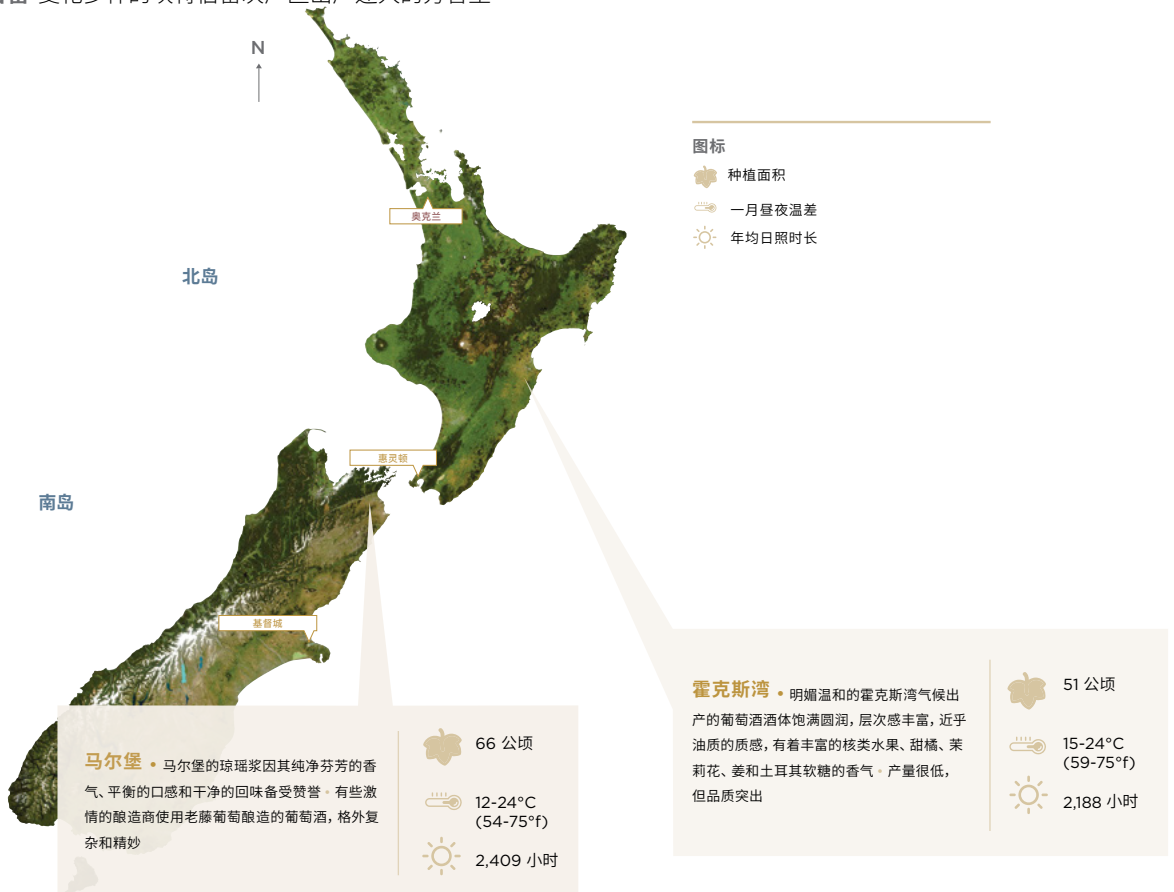 N
图标
种植面积
一月昼夜温差
年均日照时长
奥克兰
北岛
惠灵顿
南岛
基督城
霍克斯湾 • 明媚温和的霍克斯湾气候出
产的葡萄酒酒体饱满圆润，层次感丰富，近乎
油质的质感，有着丰富的核类水果、甜橘、茉
莉花、姜和土耳其软糖的香气 • 产量很低，
但品质突出
51 公顷
15-24°C
(59-75°f)
2,188 小时
马尔堡 • 马尔堡的琼瑶浆因其纯净芬芳的香
气、平衡的口感和干净的回味备受赞誉 • 有些激
情的酿造商使用老藤葡萄酿造的葡萄酒，格外复
杂和精妙
66 公顷
12-24°C
(54-75°f)
2,409 小时